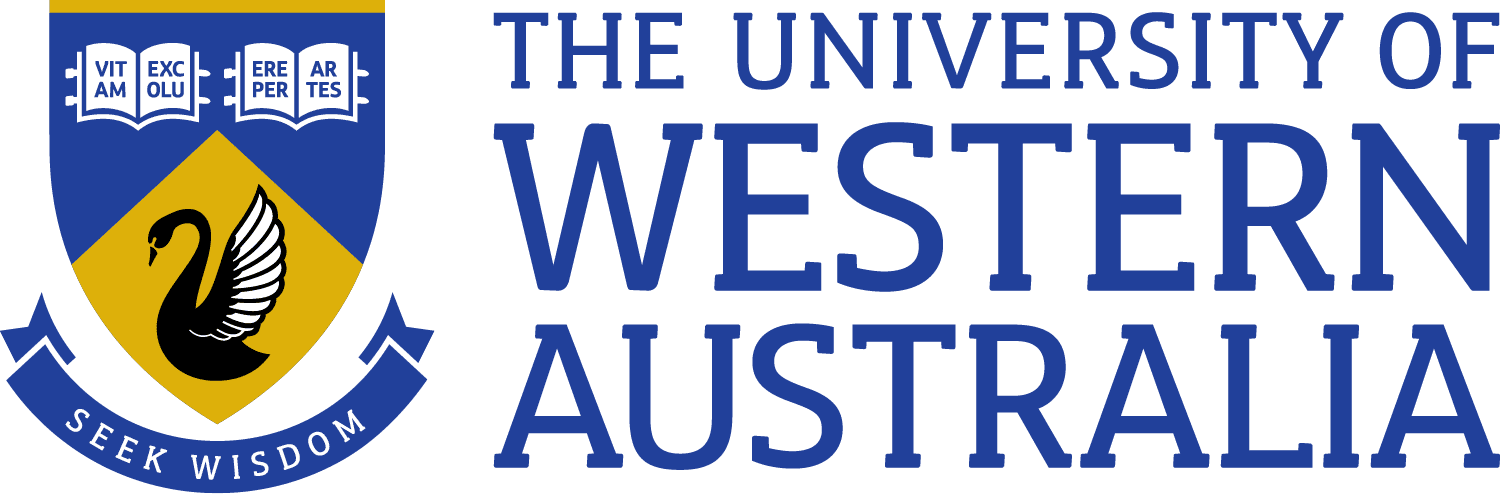 VIT EXC
AM OLU
ERE AR
PER TES
SEEK WISDOM
THE UNIVERSITY OF
WESTERN
AUSTRALIA